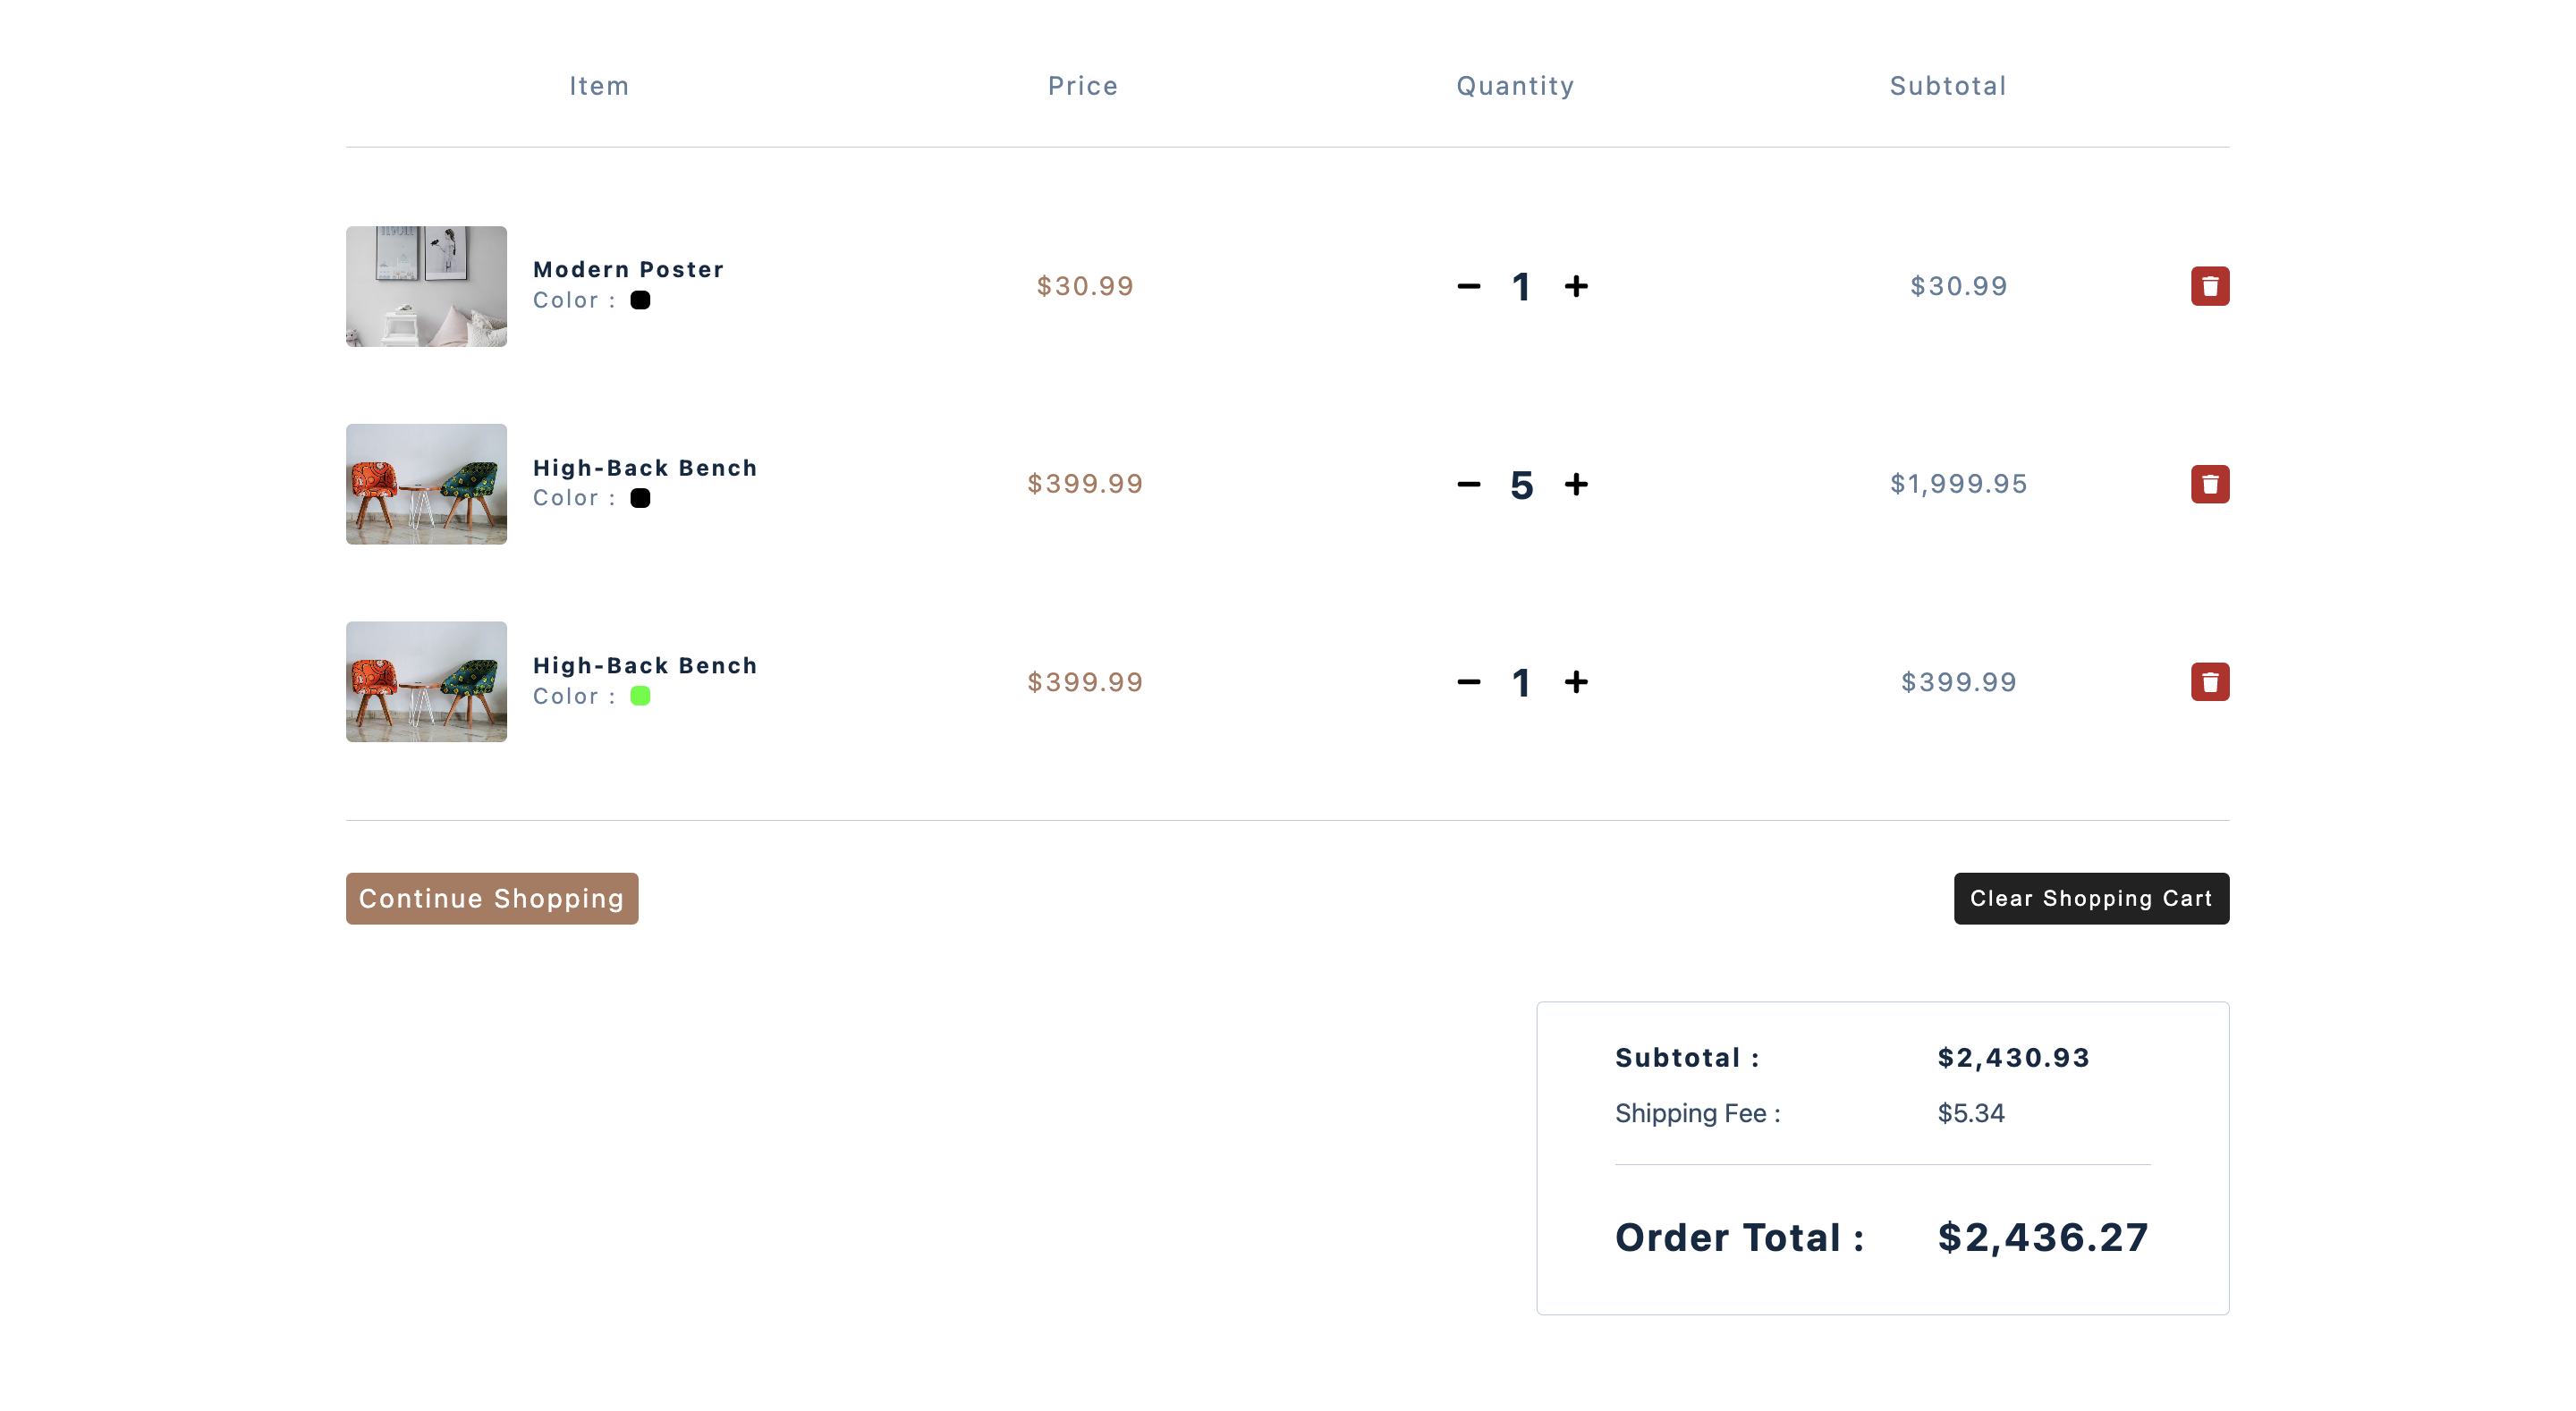 Item Price Quantity Subtotal
Modern Poster
Color :
$30.99 1 $30.99
High-Back Bench
Color :
$399.99 5 $1,999.95
High-Back Bench
Color :
$399.99 1 $399.99
Continue Shopping Clear Shopping Cart
Subtotal : $2,430.93
Shipping Fee : $5.34
Order Total : $2,436.27